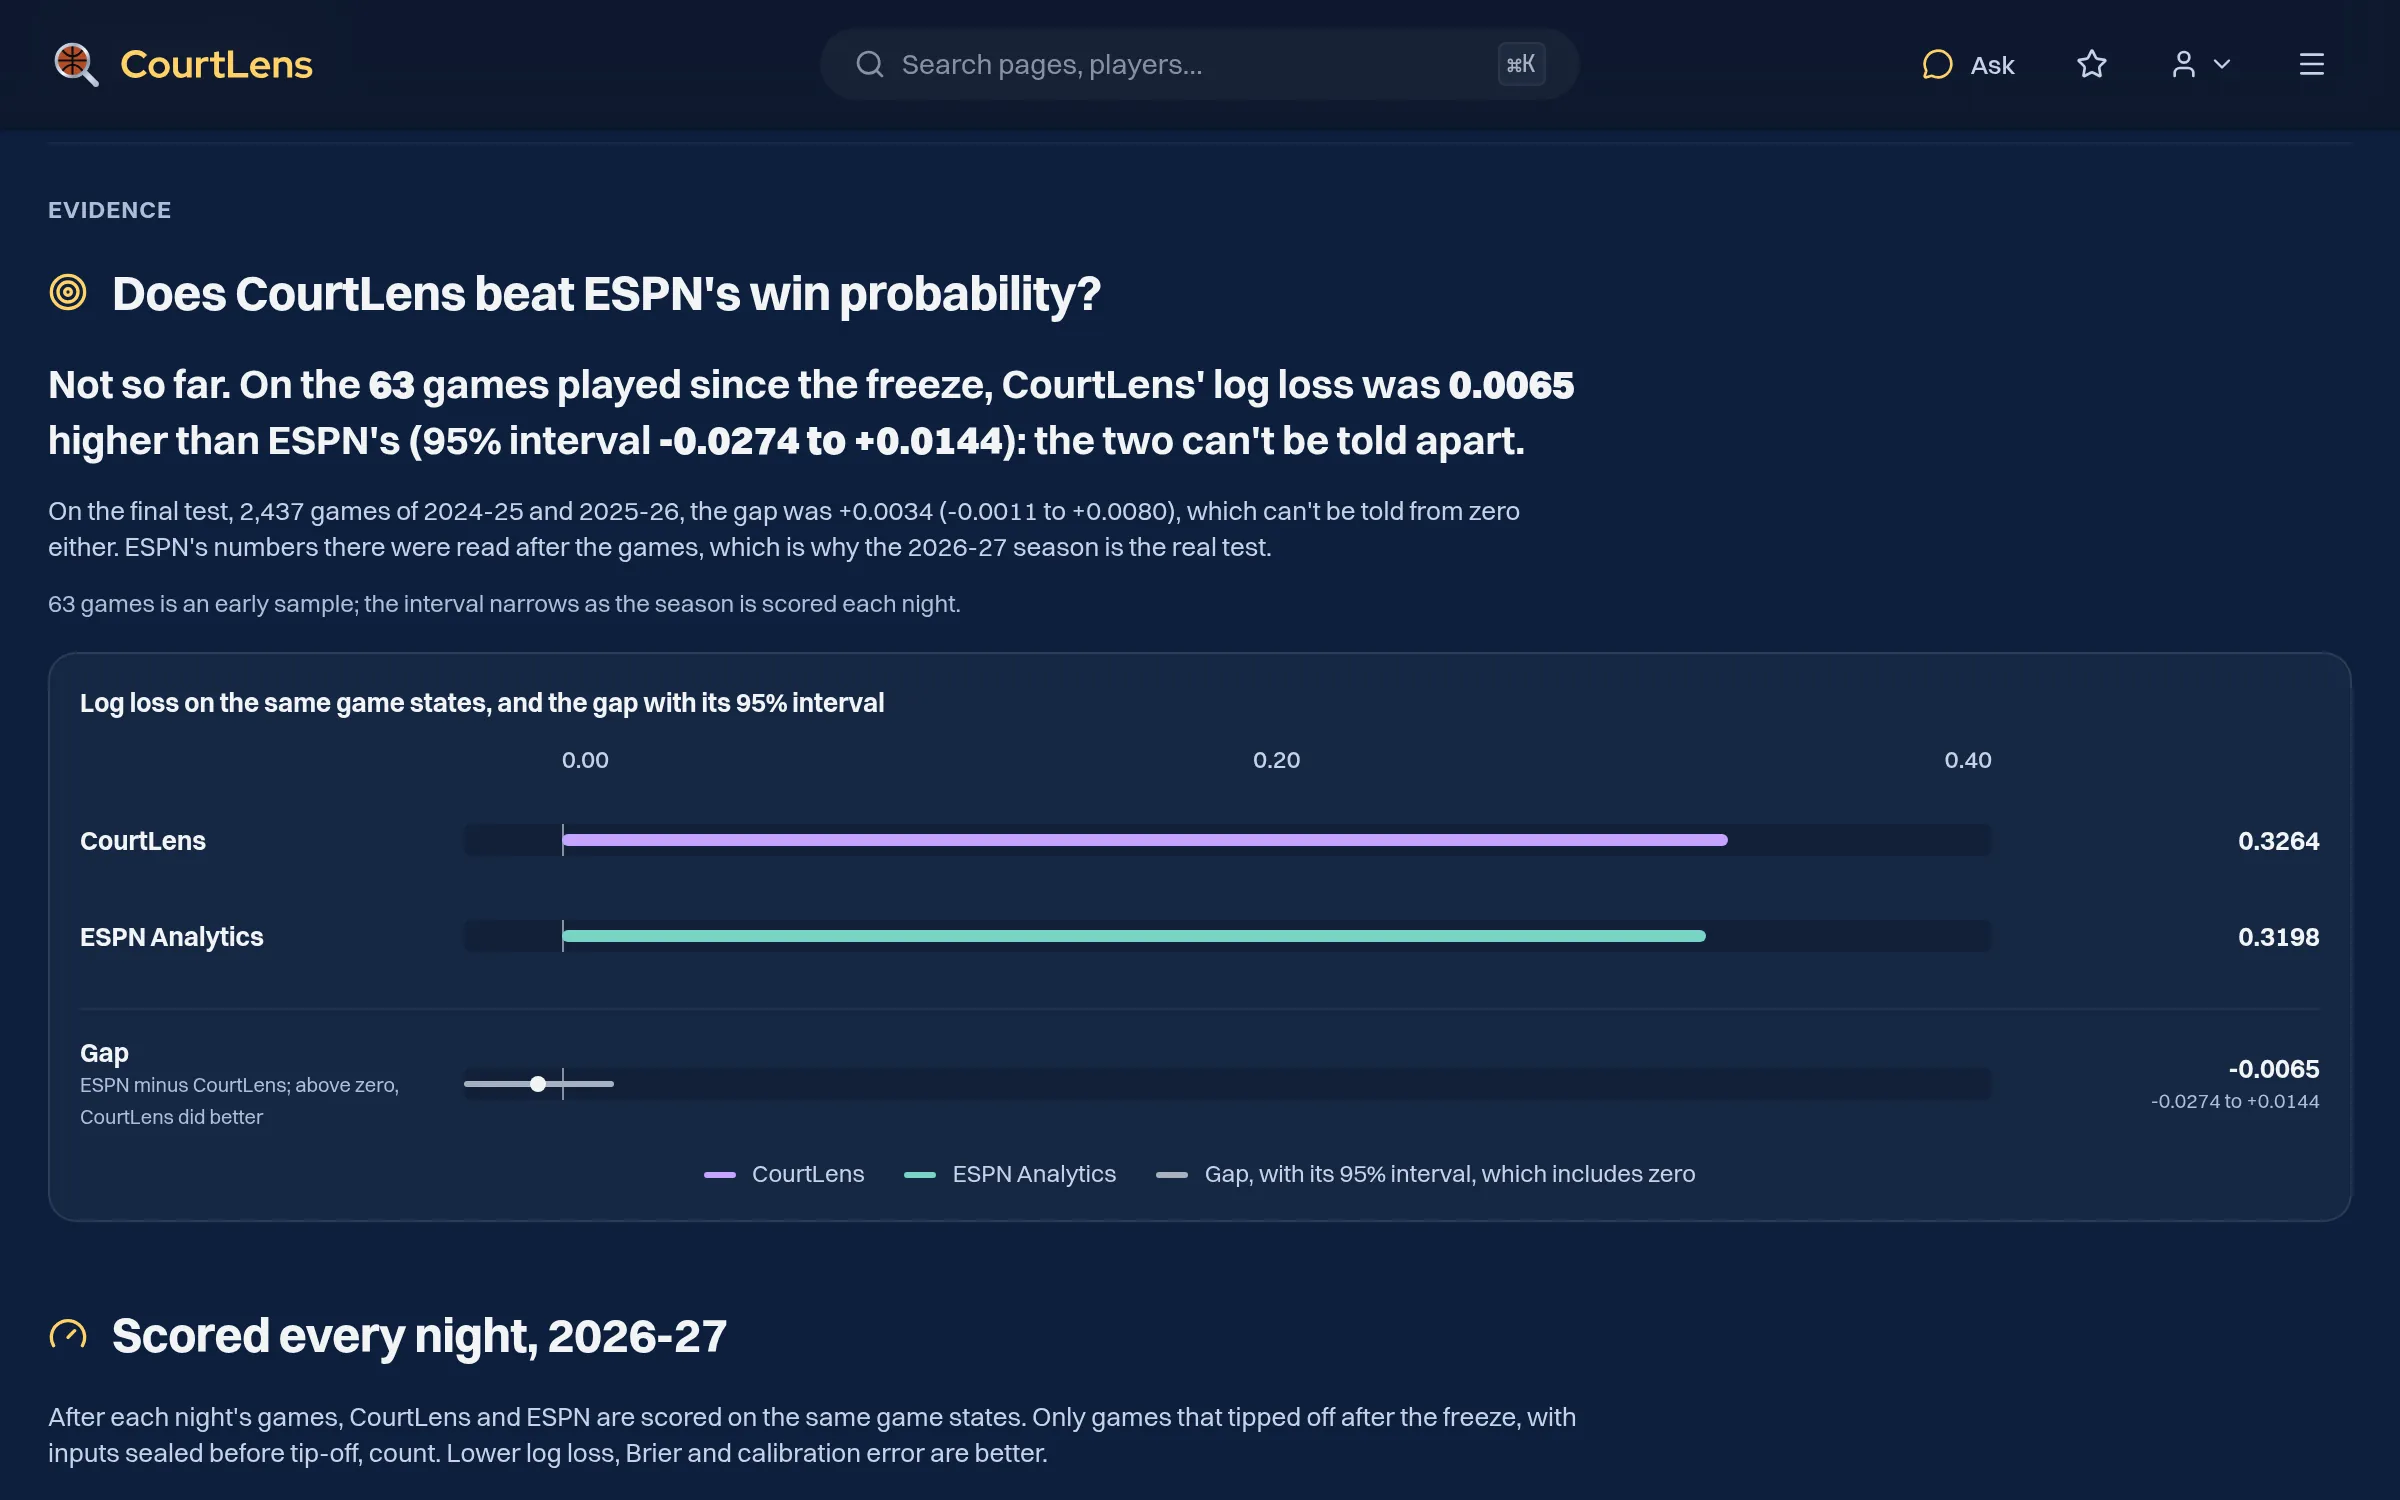 CourtLens
Search pages, players...
⌘K
Ask
EVIDENCE
Does CourtLens beat ESPN's win probability?
Not so far. On the 63 games played since the freeze, CourtLens' log loss was 0.0065
higher than ESPN's (95% interval -0.0274 to +0.0144): the two can't be told apart.
On the final test, 2,437 games of 2024-25 and 2025-26, the gap was +0.0034 (-0.0011 to +0.0080), which can't be told from zero
either. ESPN's numbers there were read after the games, which is why the 2026-27 season is the real test.
63 games is an early sample; the interval narrows as the season is scored each night.
Log loss on the same game states, and the gap with its 95% interval
0.00 0.20 0.40
CourtLens 0.3264
ESPN Analytics 0.3198
Gap
ESPN minus CourtLens; above zero,
CourtLens did better
-0.0065
-0.0274 to +0.0144
CourtLens ESPN Analytics Gap, with its 95% interval, which includes zero
Scored every night, 2026-27
After each night's games, CourtLens and ESPN are scored on the same game states. Only games that tipped off after the freeze, with
inputs sealed before tip-off, count. Lower log loss, Brier and calibration error are better.